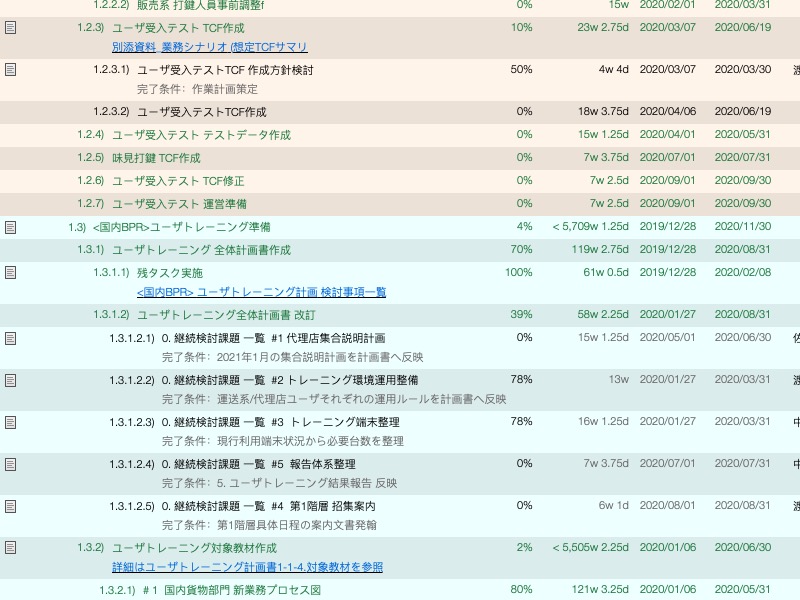 1.2.2.2) 販売系 打鍵人員事前調整f 0% 15w 2020/02/01 2020/03/31
1.2.3) ユーザ受入テスト TCF作成 10% 23w 2.75d 2020/03/07 2020/06/19
別添資料_業務シナリオ (想定TCFサマリ
1.2.3.1) ユーザ受入テストTCF 作成方針検討 50% 4w 4d 2020/03/07 2020/03/30
完了条件: 作業計画策定
1.2.3.2) ユーザ受入テストTCF作成 0% 18w 3.75d 2020/04/06 2020/06/19
1.2.4) ユーザ受入テスト テストデータ作成 0% 15w 1.25d 2020/04/01 2020/05/31
1.2.5) 味見打鍵 TCF作成 0% 7w 3.75d 2020/07/01 2020/07/31
1.2.6) ユーザ受入テスト TCF修正 0% 7w 2.5d 2020/09/01 2020/09/30
1.2.7) ユーザ受入テスト 運営準備 0% 7w 2.5d 2020/09/01 2020/09/30
1.3) <国内BPR>ユーザトレーニング準備 4% < 5,709w 1.25d 2019/12/28 2020/11/30
1.3.1) ユーザトレーニング 全体計画書作成 70% 119w 2.75d 2019/12/28 2020/08/31
1.3.1.1) 残タスク実施 100% 61w 0.5d 2019/12/28 2020/02/08
<国内BPR> ユーザトレーニング計画 検討事項一覧
1.3.1.2) ユーザトレーニング全体計画書 改訂 39% 58w 2.25d 2020/01/27 2020/08/31
1.3.1.2.1) 0. 継続検討課題 一覧 #1 代理店集合説明計画 0% 15w 1.25d 2020/05/01 2020/06/30
完了条件: 2021年1月の集合説明計画を計画書へ反映
1.3.1.2.2) 0. 継続検討課題 一覧 #2 トレーニング環境運用整備 78% 13w 2020/01/27 2020/03/31
完了条件: 運送系/代理店ユーザそれぞれの運用ルールを計画書へ反映
1.3.1.2.3) 0. 継続検討課題 一覧 #3 トレーニング端末整理 78% 16w 1.25d 2020/01/27 2020/03/31
完了条件: 現行利用端末状況から必要台数を整理
1.3.1.2.4) 0. 継続検討課題 一覧 #5 報告体系整理 0% 7w 3.75d 2020/07/01 2020/07/31
完了条件: 5. ユーザトレーニング結果報告 反映
1.3.1.2.5) 0. 継続検討課題 一覧 #4 第1階層 招集案内 0% 6w 1d 2020/08/01 2020/08/31
完了条件: 第1階層具体日程の案内文書発翰
1.3.2) ユーザトレーニング対象教材作成 2% < 5,505w 2.25d 2020/01/06 2020/06/30
詳細はユーザトレーニング計画書1-1-4.対象教材を参照
1.3.2.1) # 1 国内貨物部門 新業務プロセス図 80% 121w 3.25d 2020/01/06 2020/05/31